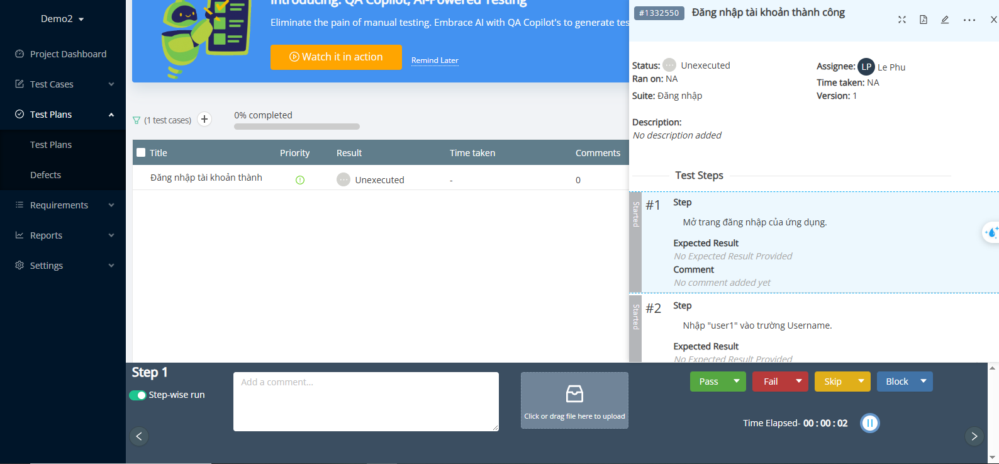 Demo2
Project Dashboard
Test Cases
Test Plans
Test Plans
Defects
Requirements
Reports
Settings
Introducing: QA Copilot, AI-Powered Testing
Eliminate the pain of manual testing. Embrace AI with QA Copilot's to generate tes
Watch it in action
Remind Later
(1 test cases)
0% completed
Title Priority Result Time taken Comments
Đăng nhập tài khoản thành Unexecuted - 0
#1332550 Đăng nhập tài khoản thành công
Status: Unexecuted
Ran on: NA
Suite: Đăng nhập
Assignee: LP Le Phu
Time taken: NA
Version: 1
Description:
No description added
Test Steps
Started
#1 Step
Mở trang đăng nhập của ứng dụng.
Expected Result
No Expected Result Provided
Comment
No comment added yet
Started
#2 Step
Nhập "user1" vào trường Username.
Expected Result
No Expected Result Provided
Step 1
Step-wise run
Add a comment...
Click or drag file here to upload
Pass Fail Skip Block
Time Elapsed- 00 : 00 : 02